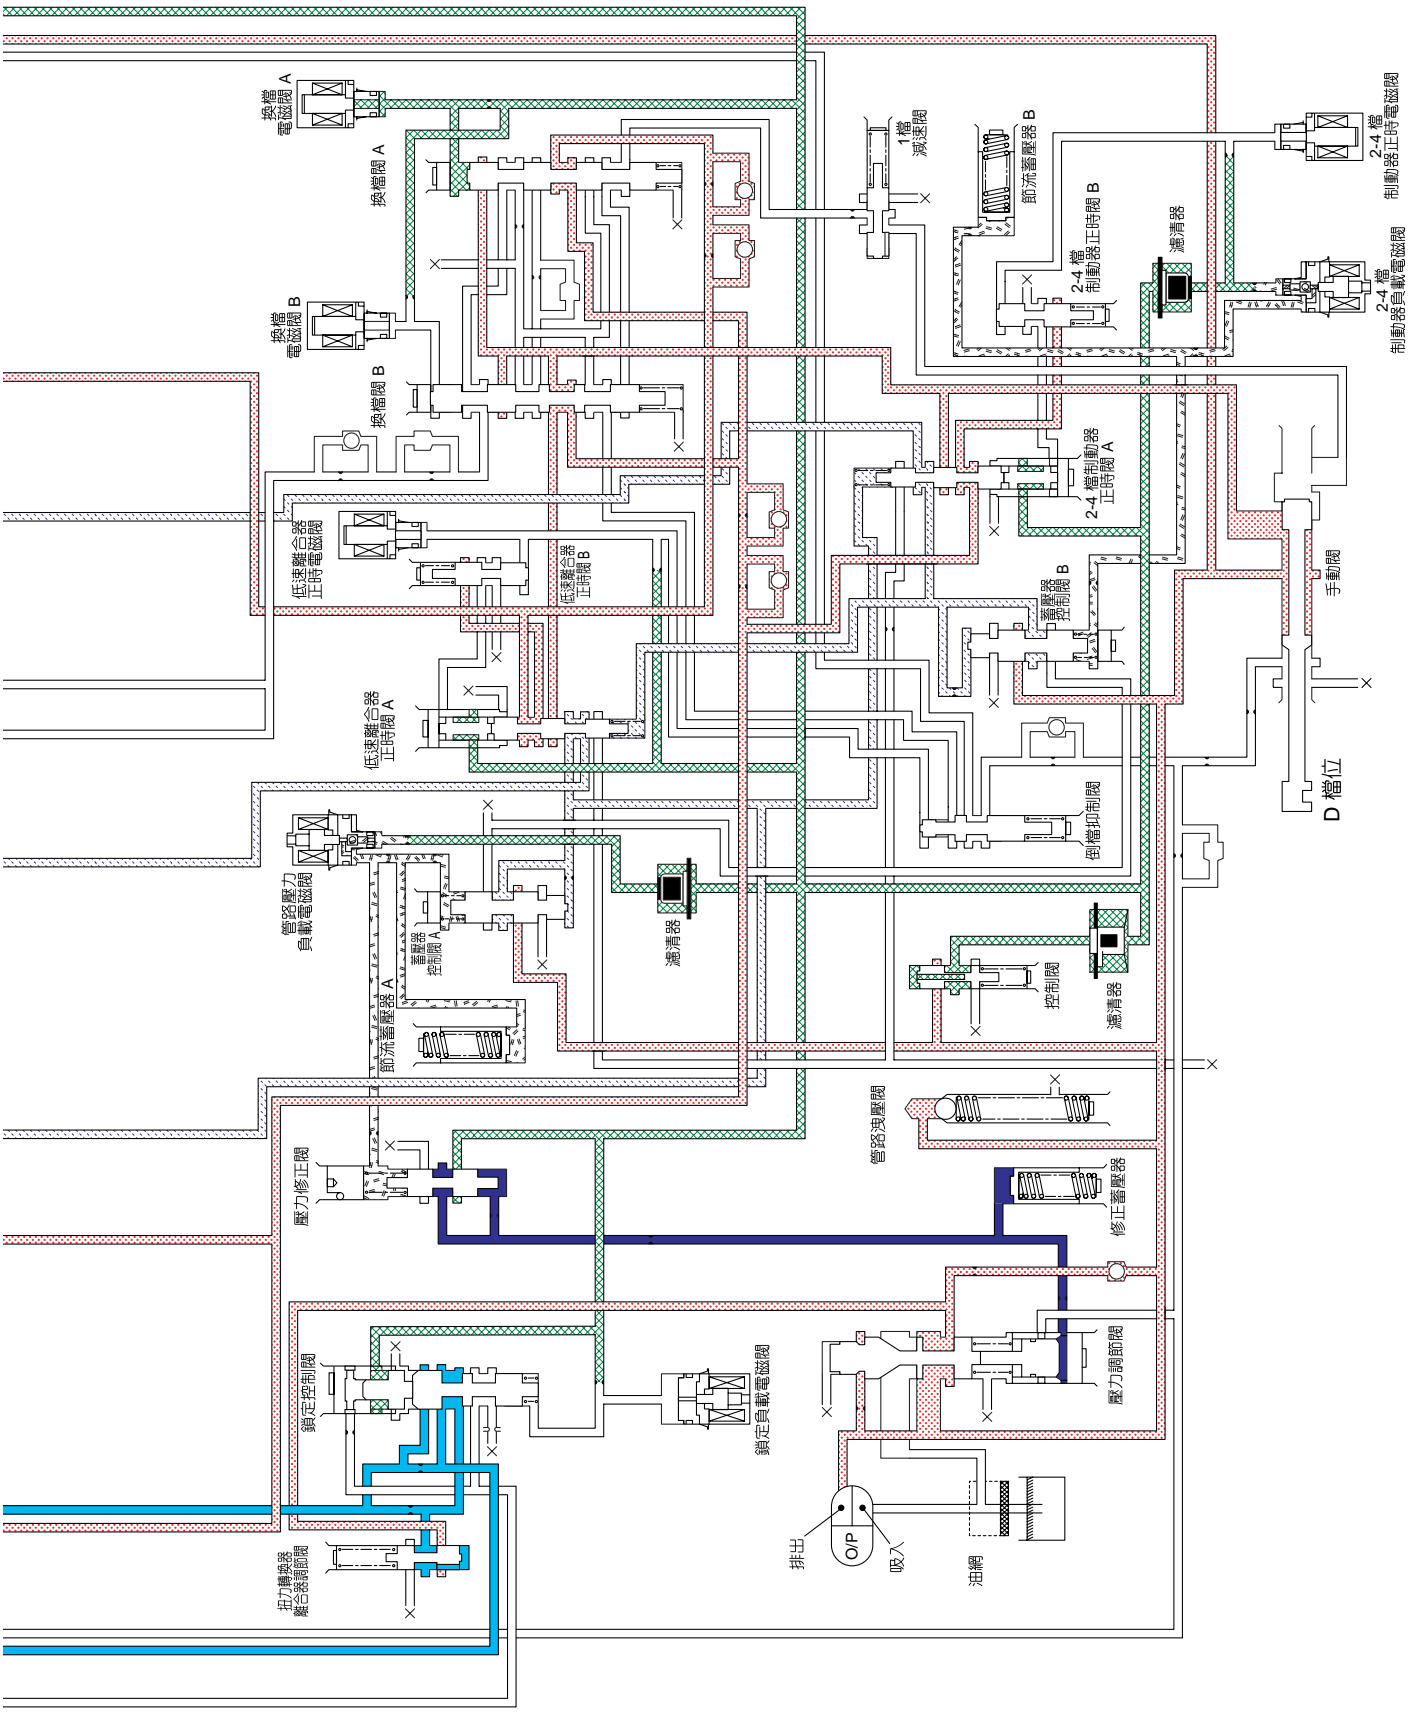 換檔
電磁閥 A
換檔閥 A
換檔
電磁閥 B
換檔閥 B
低速離合器
正時電磁閥
低速離合器
正時閥 B
低速離合器
正時閥 A
管路壓力
負載電磁閥
蓄壓器
控制閥 A
節流蓄壓器 A
壓力修正閥
鎖定控制閥
扭力轉換器
離合器調節閥
鎖定負載電磁閥
濾清器
1檔
減速閥
節流蓄壓器 B
2-4 檔
制動器正時閥 B
濾清器
2-4 檔
制動器正時電磁閥
2-4 檔
制動器負載電磁閥
2-4 檔制動器
正時閥 A
蓄壓器
控制閥 B
手動閥
D 檔位
倒檔抑制閥
控制閥
濾清器
管路洩壓閥
修正蓄壓器
壓力調節閥
排出
O/P
吸入
油網